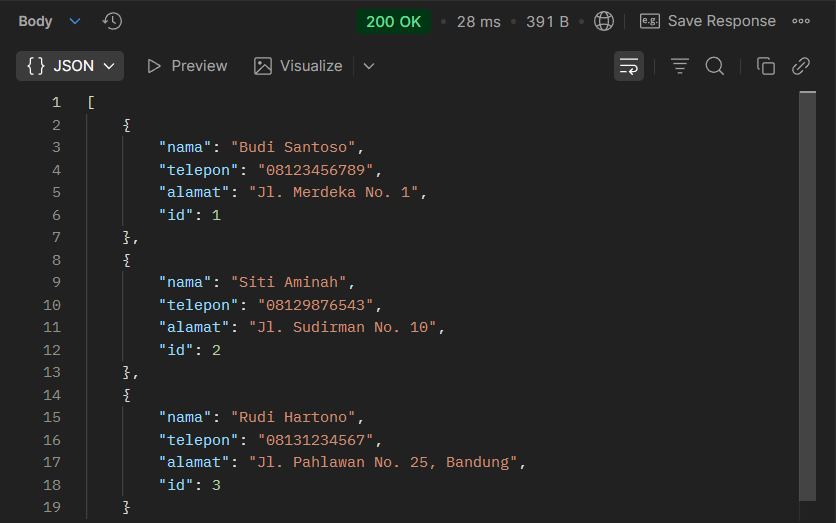 Body 200 OK • 28 ms • 391 B • e.g. Save Response
{} JSON Preview Visualize
1 [
2 {
3 "nama": "Budi Santoso",
4 "telepon": "08123456789",
5 "alamat": "Jl. Merdeka No. 1",
6 "id": 1
7 },
8 {
9 "nama": "Siti Aminah",
10 "telepon": "08129876543",
11 "alamat": "Jl. Sudirman No. 10",
12 "id": 2
13 },
14 {
15 "nama": "Rudi Hartono",
16 "telepon": "08131234567",
17 "alamat": "Jl. Pahlawan No. 25, Bandung",
18 "id": 3
19 }